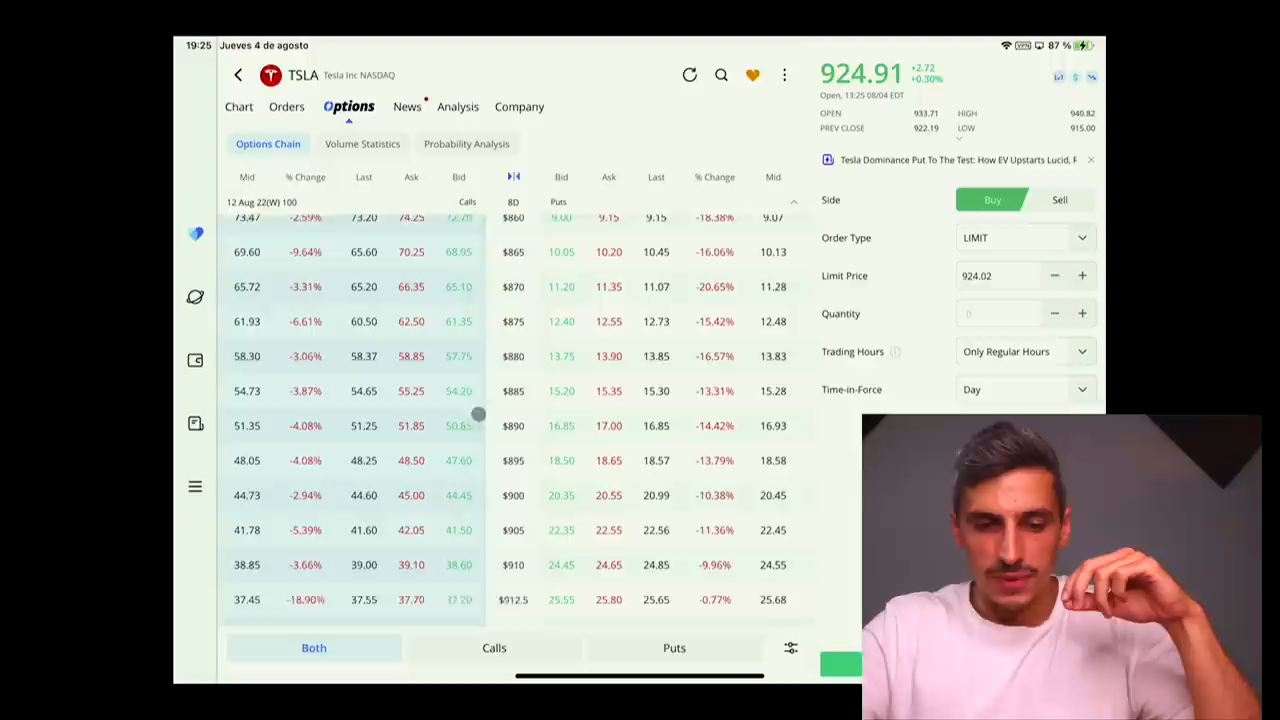 19:25 Jueves 4 de agosto
VPN 87 %
TSLA Tesla Inc NASDAQ
Chart Orders Options News Analysis Company
Options Chain Volume Statistics Probability Analysis
Mid % Change Last Ask Bid Bid Ask Last % Change Mid
12 Aug 22(W) 100 Calls 8D Puts
73.47 -2.59% 73.20 74.25 72.20 $860 9.00 9.15 9.15 -18.38% 9.07
69.60 -9.64% 65.60 70.25 68.95 $865 10.05 10.20 10.45 -16.06% 10.13
65.72 -3.31% 65.20 66.35 65.10 $870 11.20 11.35 11.07 -20.65% 11.28
61.93 -6.61% 60.50 62.50 61.35 $875 12.40 12.55 12.73 -15.42% 12.48
58.30 -3.06% 58.37 58.85 57.75 $880 13.75 13.90 13.85 -16.57% 13.83
54.73 -3.87% 54.65 55.25 54.20 $885 15.20 15.35 15.30 -13.31% 15.28
51.35 -4.08% 51.25 51.85 50.85 $890 16.85 17.00 16.85 -14.42% 16.93
48.05 -4.08% 48.25 48.50 47.60 $895 18.50 18.65 18.57 -13.79% 18.58
44.73 -2.94% 44.60 45.00 44.45 $900 20.35 20.55 20.99 -10.38% 20.45
41.78 -5.39% 41.60 42.05 41.50 $905 22.35 22.55 22.56 -11.36% 22.45
38.85 -3.66% 39.00 39.10 38.60 $910 24.45 24.65 24.85 -9.96% 24.55
37.45 -18.90% 37.55 37.70 37.20 $912.5 25.55 25.80 25.65 -0.77% 25.68
Both Calls Puts
924.91 +2.72
+0.30%
Open, 13:25 08/04 EDT
OPEN 933.71 HIGH 940.82
PREV CLOSE 922.19 LOW 915.00
Tesla Dominance Put To The Test: How EV Upstarts Lucid,
Side Buy Sell
Order Type LIMIT
Limit Price 924.02
Quantity 0
Trading Hours Only Regular Hours
Time-in-Force Day